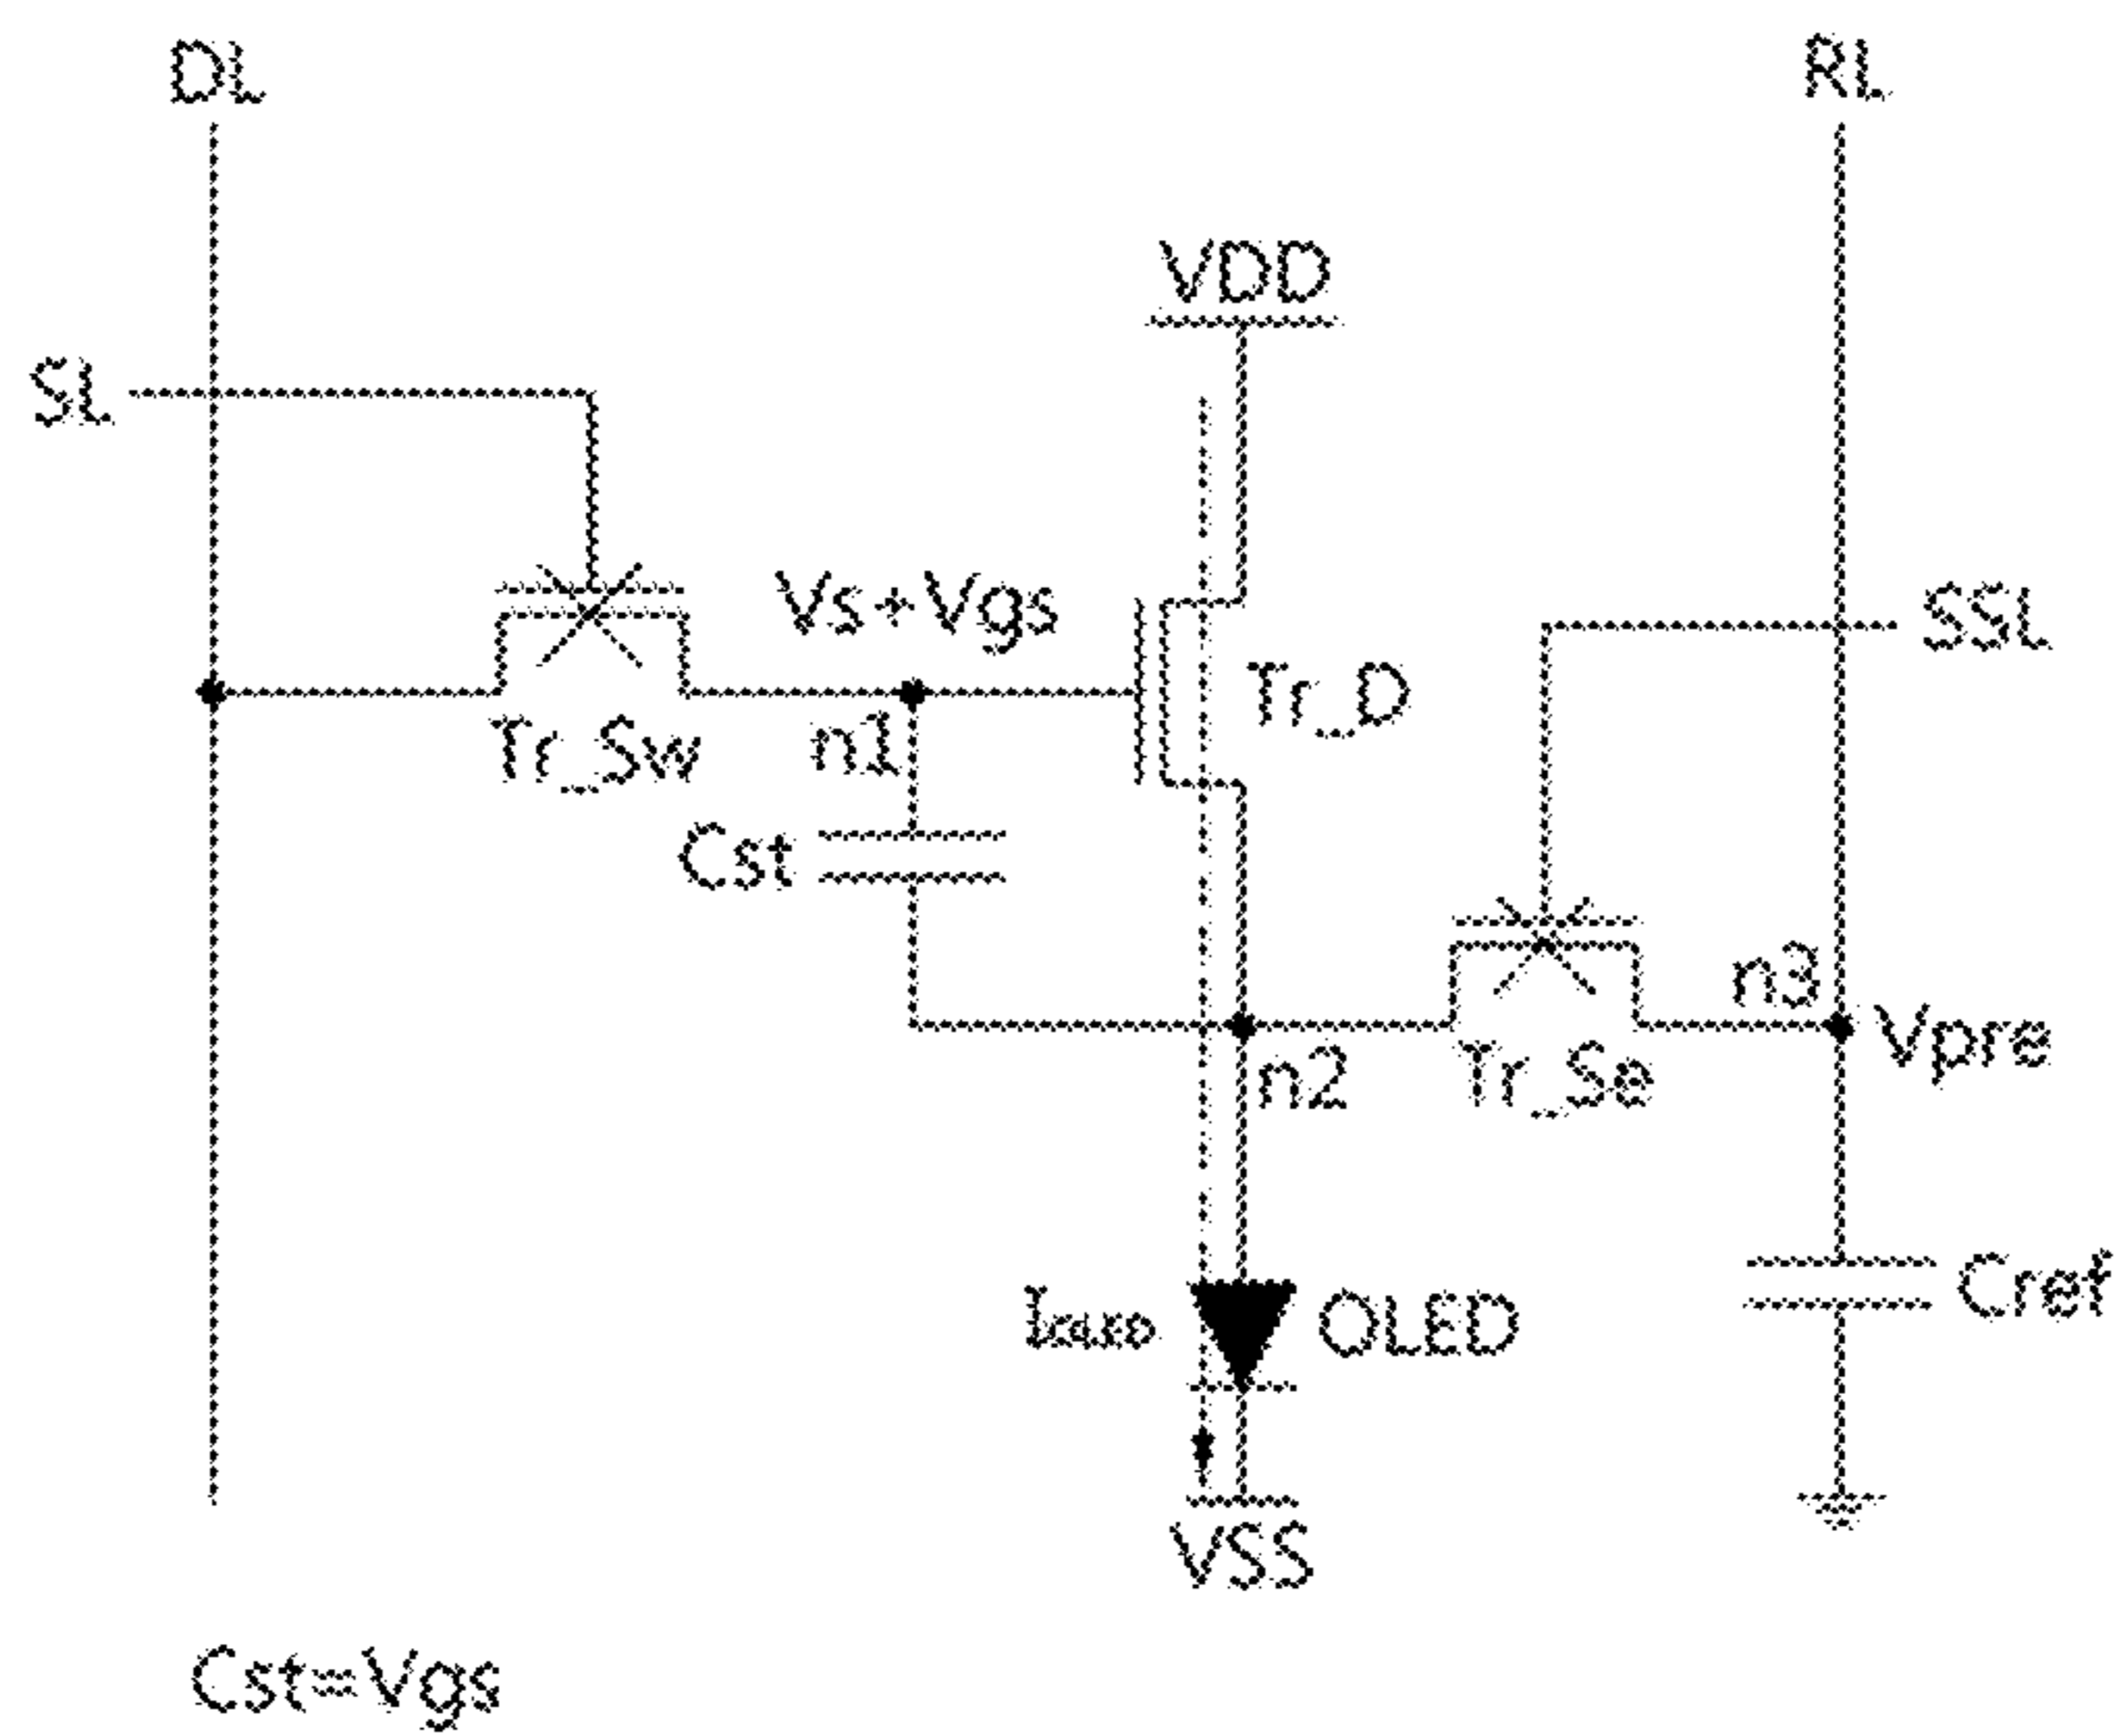 DL
RL
VDD
SL
Vs+Vgs
SSL
Tr_D
Tr_Sw
n1
Cst
n3
Vpre
n2
Tr_Se
Cref
OLED
VSS
Cst=Vgs